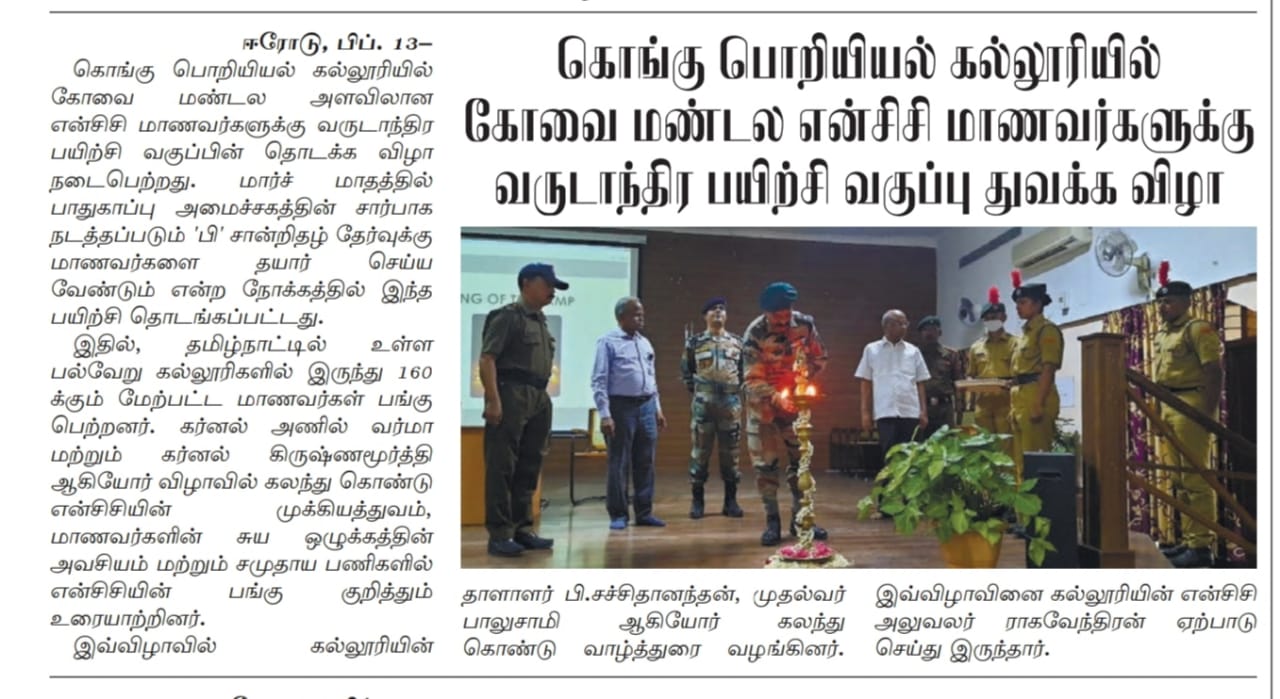 கொங்கு பொறியியல் கல்லூரியில்
கோவை மண்டல என்சிசி மாணவர்களுக்கு
வருடாந்திர பயிற்சி வகுப்பு துவக்க விழா
ஈரோடு, பிப். 13–
கொங்கு பொறியியல் கல்லூரியில்
கோவை மண்டல அளவிலான
என்சிசி மாணவர்களுக்கு வருடாந்திர
பயிற்சி வகுப்பின் தொடக்க விழா
நடைபெற்றது. மார்ச் மாதத்தில்
பாதுகாப்பு அமைச்சகத்தின் சார்பாக
நடத்தப்படும் 'பி' சான்றிதழ் தேர்வுக்கு
மாணவர்களை தயார் செய்ய
வேண்டும் என்ற நோக்கத்தில் இந்த
பயிற்சி தொடங்கப்பட்டது.
இதில், தமிழ்நாட்டில் உள்ள
பல்வேறு கல்லூரிகளில் இருந்து 160
க்கும் மேற்பட்ட மாணவர்கள் பங்கு
பெற்றனர். கர்னல் அணில் வர்மா
மற்றும் கர்னல் கிருஷ்ணமூர்த்தி
ஆகியோர் விழாவில் கலந்து கொண்டு
என்சிசியின் முக்கியத்துவம்,
மாணவர்களின் சுய ஒழுக்கத்தின்
அவசியம் மற்றும் சமுதாய பணிகளில்
என்சிசியின் பங்கு குறித்தும்
உரையாற்றினர்.
இவ்விழாவில் கல்லூரியின்
தாளாளர் பி.சச்சிதானந்தன், முதல்வர்
பாலுசாமி ஆகியோர் கலந்து
கொண்டு வாழ்த்துரை வழங்கினர்.
இவ்விழாவினை கல்லூரியின் என்சிசி
அலுவலர் ராகவேந்திரன் ஏற்பாடு
செய்து இருந்தார்.